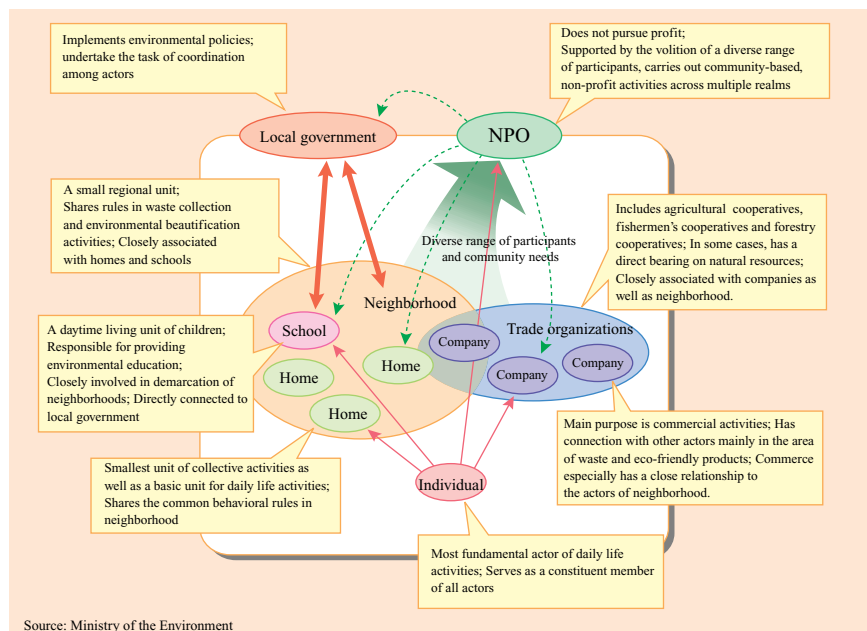 Implements environmental policies;
undertake the task of coordination
among actors
Does not pursue profit;
Supported by the volition of a diverse range
of participants, carries out community-based,
non-profit activities across multiple realms
Local government
NPO
A small regional unit;
Shares rules in waste collection
and environmental beautification
activities; Closely associated
with homes and schools
Includes agricultural cooperatives,
fishermen's cooperatives and forestry
cooperatives; In some cases, has a
direct bearing on natural resources;
Closely associated with companies as
well as neighborhood.
Diverse range of participants
and community needs
Neighborhood
School
Home
Home
Home
Trade organizations
Company
Company
Company
A daytime living unit of children;
Responsible for providing
environmental education;
Closely involved in demarcation of
neighborhoods; Directly connected to
local government
Main purpose is commercial activities; Has
connection with other actors mainly in the area
of waste and eco-friendly products; Commerce
especially has a close relationship to
the actors of neighborhood.
Smallest unit of collective activities as
well as a basic unit for daily life activities;
Shares the common behavioral rules in
neighborhood
Individual
Most fundamental actor of daily life
activities; Serves as a constituent member
of all actors
Source: Ministry of the Environment